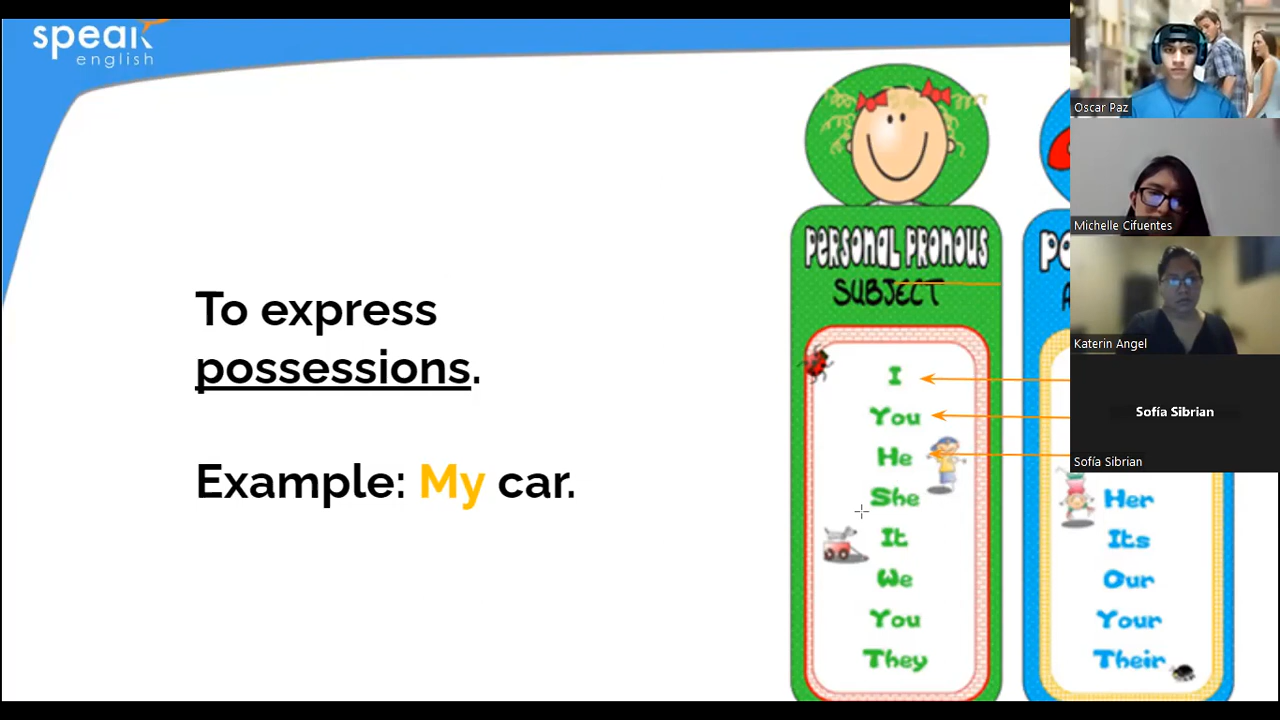 speak
english
To express
possessions.
Example: My car.
PERSONAL PRONOUS
SUBJECT
I
You
He
She
It
We
You
They
Her
Its
Our
Your
Their
Oscar Paz
Michelle Cifuentes
Katerin Angel
Sofía Sibrian
Sofía Sibrian